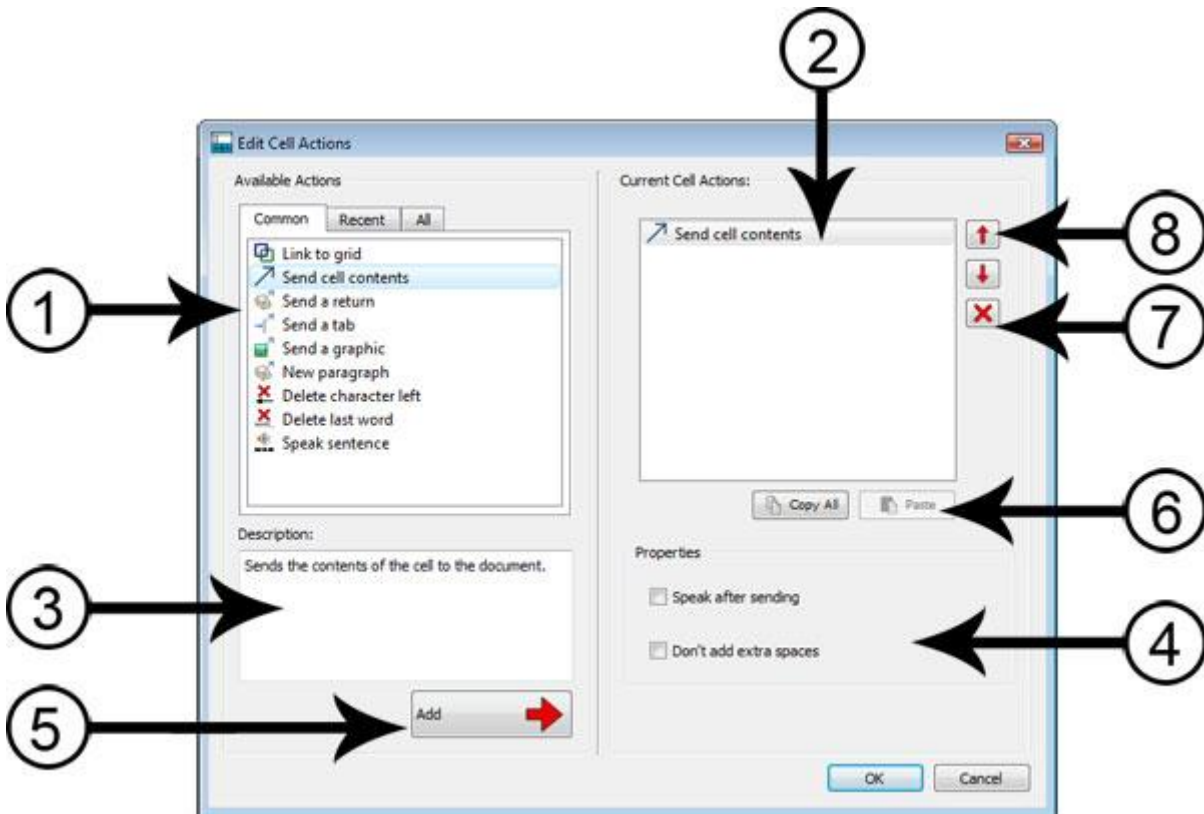 2
Edit Cell Actions
Available Actions
Current Cell Actions:
Common Recent All
Send cell contents
8
Link to grid
Send cell contents
1
Send a return
7
Send a tab
Send a graphic
New paragraph
Delete character left
Delete last word
Speak sentence
Copy All Paste
6
Description:
Properties
Sends the contents of the cell to the document.
Speak after sending
3
4
Don't add extra spaces
Add
5
OK Cancel